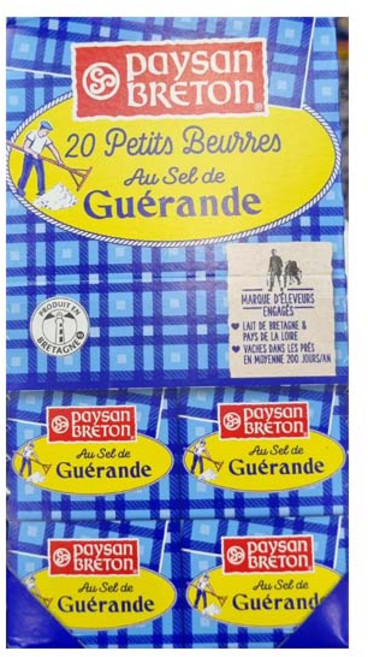 Paysan
BRETON
20 Petits Beurres
Au Sel de
Guérande
MARQUE D'ÉLEVEURS
ENGAGÉS
LAIT DE BRETAGNE &
PAYS DE LA LOIRE
VACHES DANS LES PRÉS
EN MOYENNE 200 JOURS/AN
PRODUIT EN
BRETAGNE
Paysan
BRETON
Au Sel de
Guérande
Paysan
BRETON
Au Sel de
Guérande
Paysan
BRETON
Au Sel de
Guérande
Paysan
BRETON
Au Sel de
Guérand